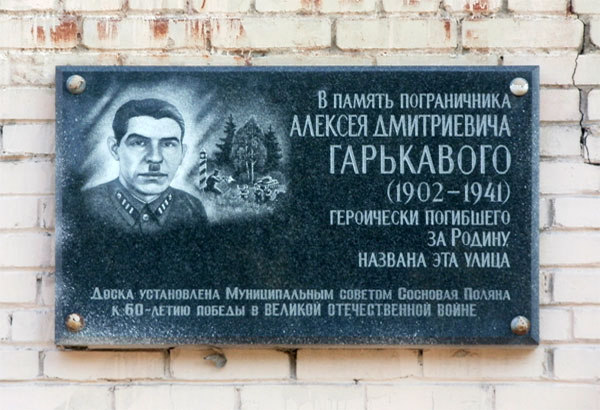 В ПАМЯТЬ ПОГРАНИЧНИКА
АЛЕКСЕЯ ДМИТРИЕВИЧА
ГАРЬКАВОГО
(1902–1941)
ГЕРОИЧЕСКИ ПОГИБШЕГО
ЗА РОДИНУ
НАЗВАНА ЭТА УЛИЦА
ДОСКА УСТАНОВЛЕНА МУНИЦИПАЛЬНЫМ СОВЕТОМ СОСНОВАЯ ПОЛЯНА
К 60-ЛЕТИЮ ПОБЕДЫ В ВЕЛИКОЙ ОТЕЧЕСТВЕННОЙ ВОЙНЕ